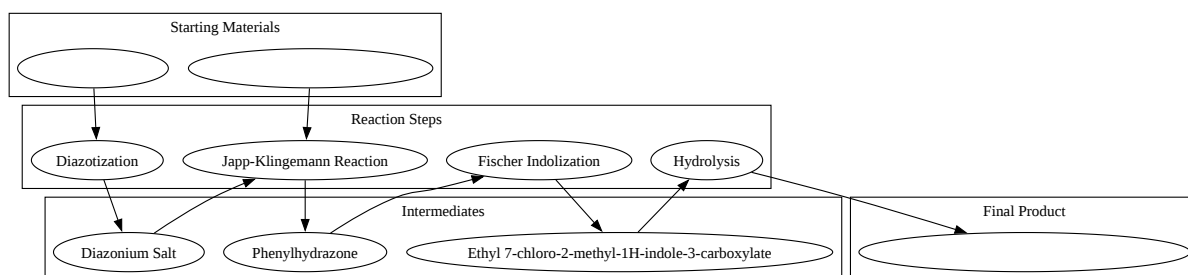 Starting Materials
Reaction Steps
Diazotization
Japp-Klingemann Reaction
Fischer Indolization
Hydrolysis
Intermediates
Diazonium Salt
Phenylhydrazone
Ethyl 7-chloro-2-methyl-1H-indole-3-carboxylate
Final Product